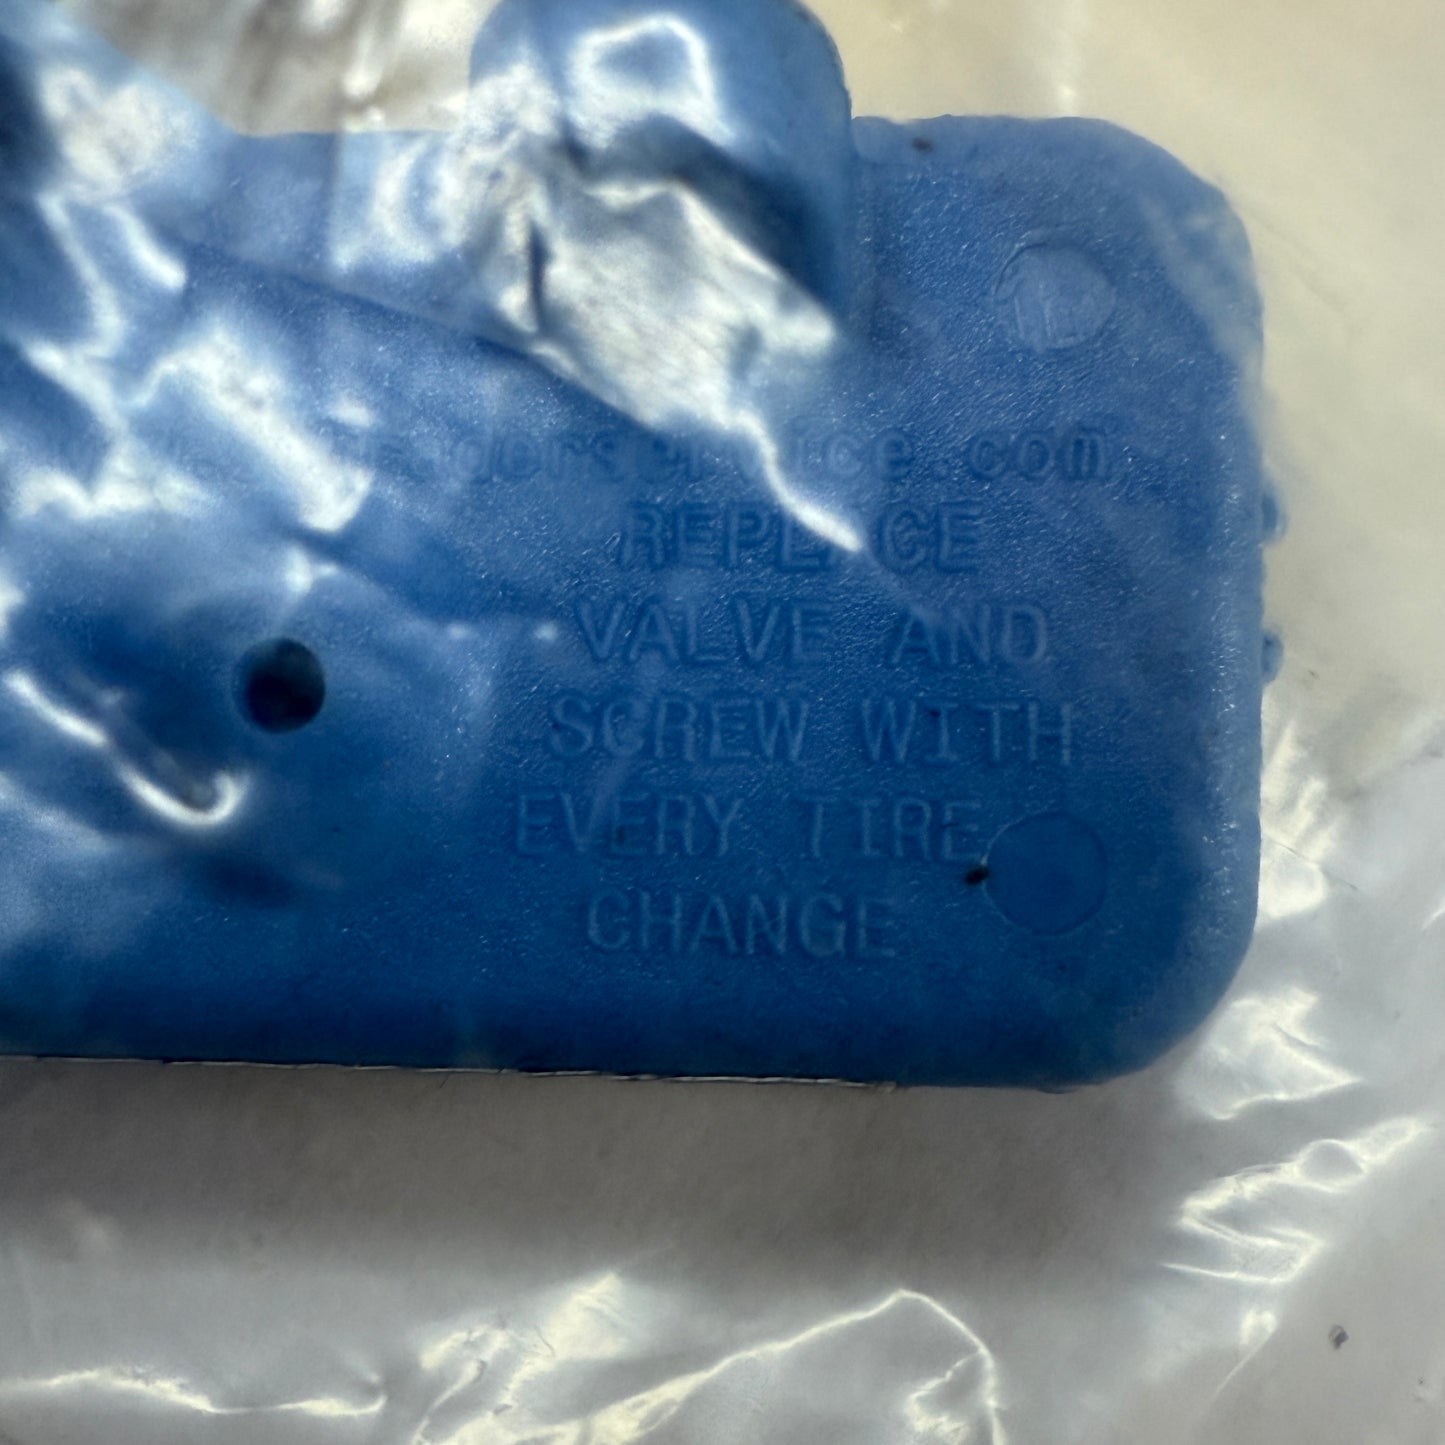 REPLACE
VALVE AND
SCREW WITH
EVERY TIRE
CHANGE